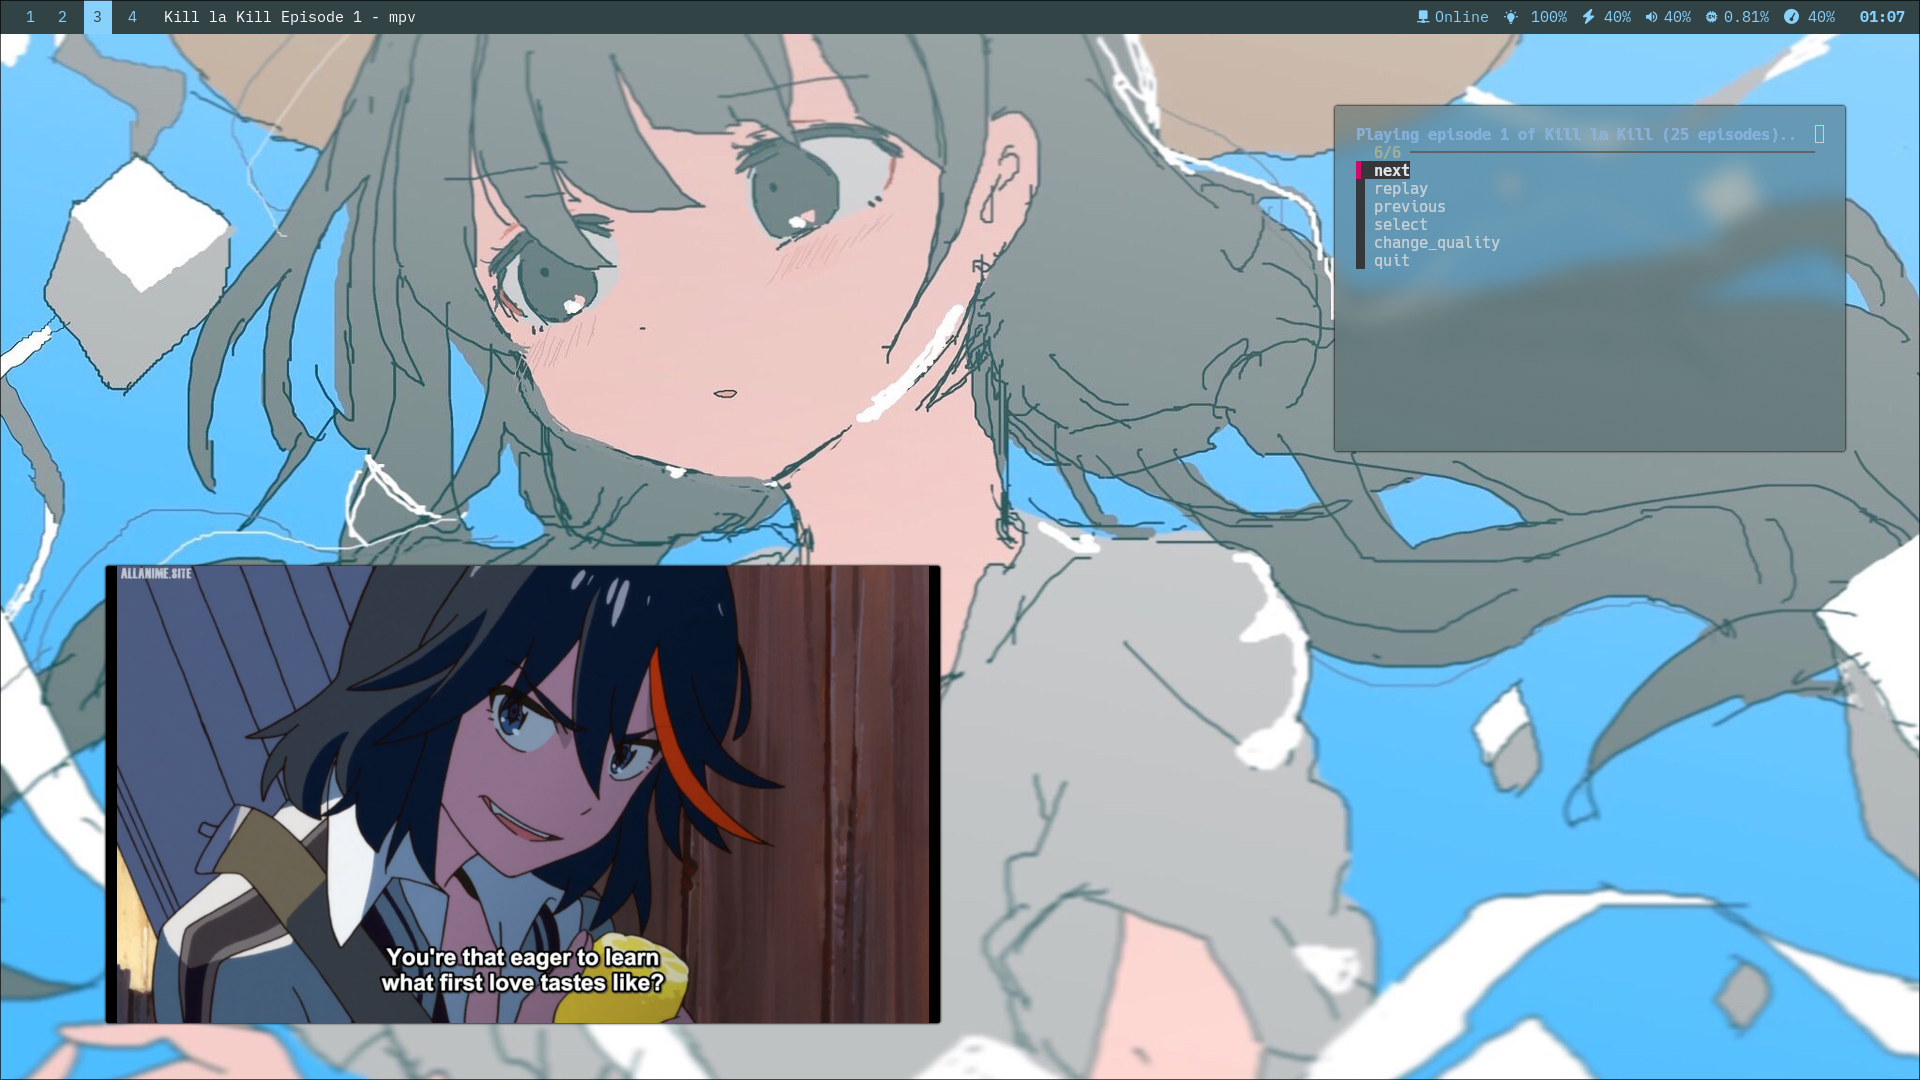 1 2 3 4 Kill la Kill Episode 1 - mpv Online 100% 40% 40% 0.81% 40% 01:07
Playing episode 1 of Kill la Kill (25 episodes)..
6/6
next
replay
previous
select
change_quality
quit
ALLANIME.SITE
You're that eager to learn
what first love tastes like?